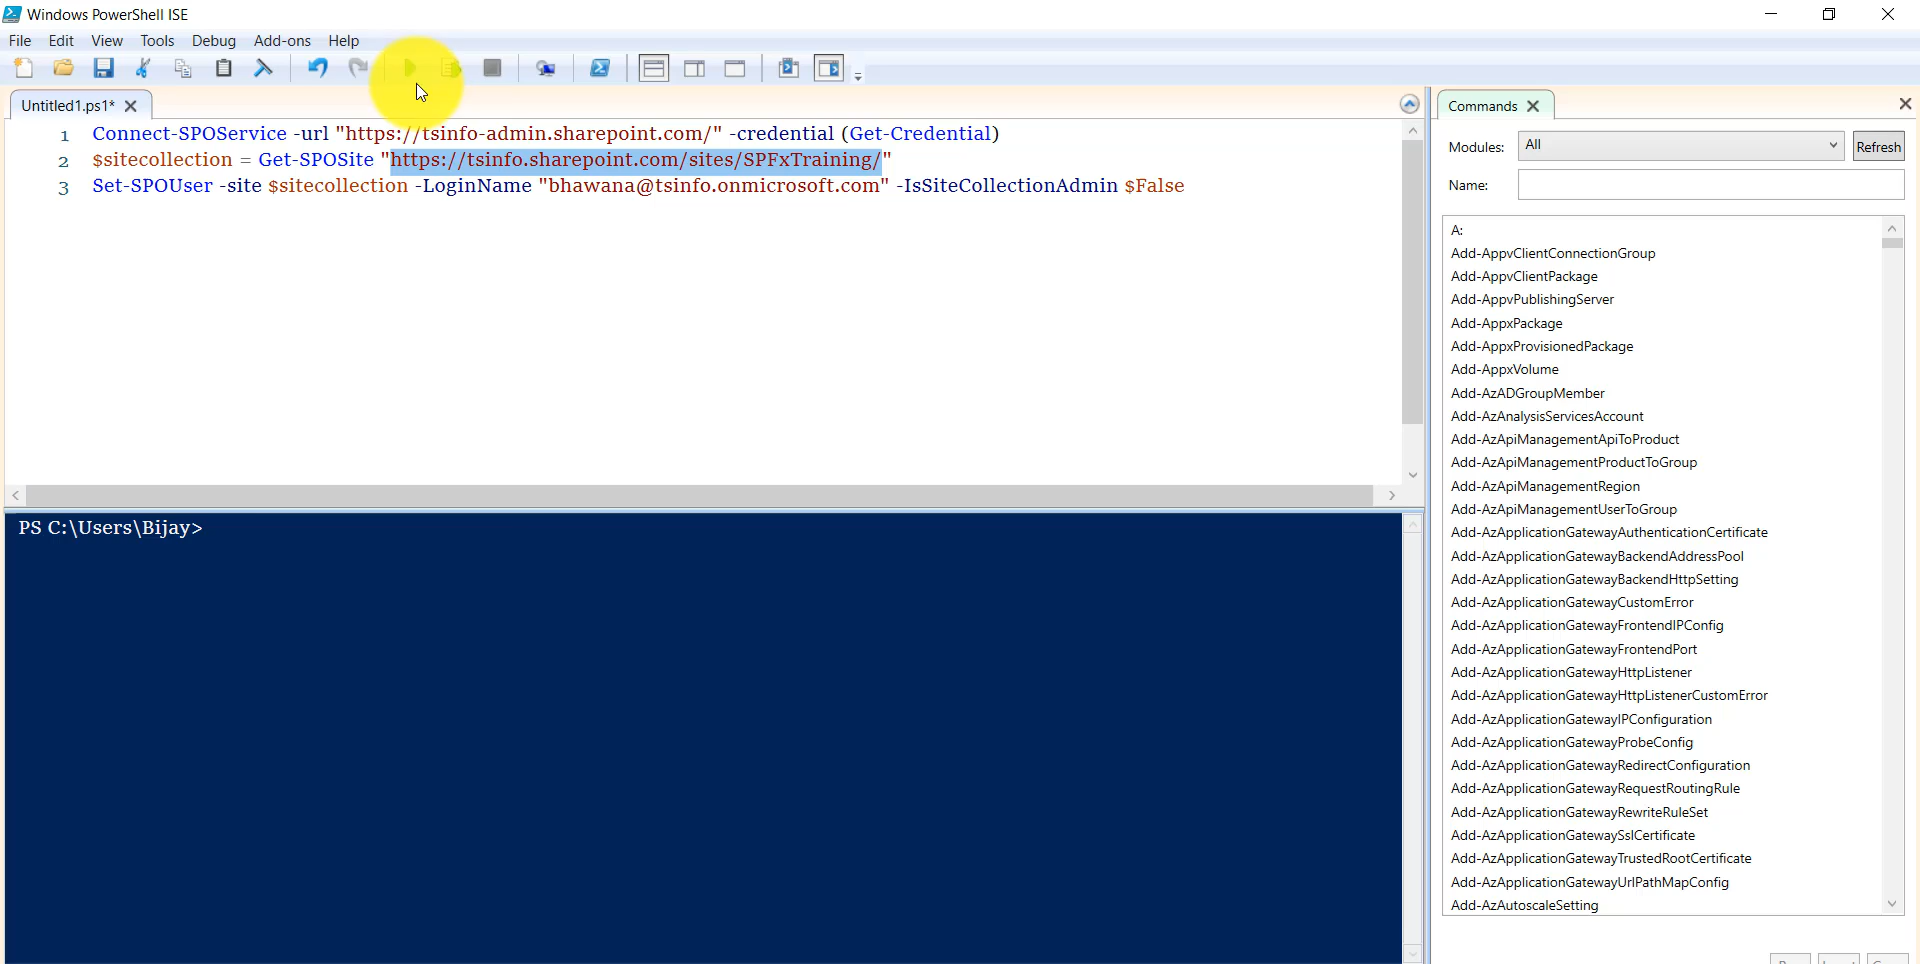 Windows PowerShell ISE
File Edit View Tools Debug Add-ons Help
Untitled1.ps1*
1 Connect-SPOService -url "https://tsinfo-admin.sharepoint.com/" -credential (Get-Credential)
2 $sitecollection = Get-SPOSite "https://tsinfo.sharepoint.com/sites/SPFxTraining/"
3 Set-SPOUser -site $sitecollection -LoginName "bhawana@tsinfo.onmicrosoft.com" -IsSiteCollectionAdmin $False
PS C:\Users\Bijay>
Commands
Modules: All Refresh
Name:
A:
Add-AppvClientConnectionGroup
Add-AppvClientPackage
Add-AppvPublishingServer
Add-AppxPackage
Add-AppxProvisionedPackage
Add-AppxVolume
Add-AzADGroupMember
Add-AzAnalysisServicesAccount
Add-AzApiManagementApiToProduct
Add-AzApiManagementProductToGroup
Add-AzApiManagementRegion
Add-AzApiManagementUserToGroup
Add-AzApplicationGatewayAuthenticationCertificate
Add-AzApplicationGatewayBackendAddressPool
Add-AzApplicationGatewayBackendHttpSetting
Add-AzApplicationGatewayCustomError
Add-AzApplicationGatewayFrontendIPConfig
Add-AzApplicationGatewayFrontendPort
Add-AzApplicationGatewayHttpListener
Add-AzApplicationGatewayHttpListenerCustomError
Add-AzApplicationGatewayIPConfiguration
Add-AzApplicationGatewayProbeConfig
Add-AzApplicationGatewayRedirectConfiguration
Add-AzApplicationGatewayRequestRoutingRule
Add-AzApplicationGatewayRewriteRuleSet
Add-AzApplicationGatewaySslCertificate
Add-AzApplicationGatewayTrustedRootCertificate
Add-AzApplicationGatewayUrlPathMapConfig
Add-AzAutoscaleSetting